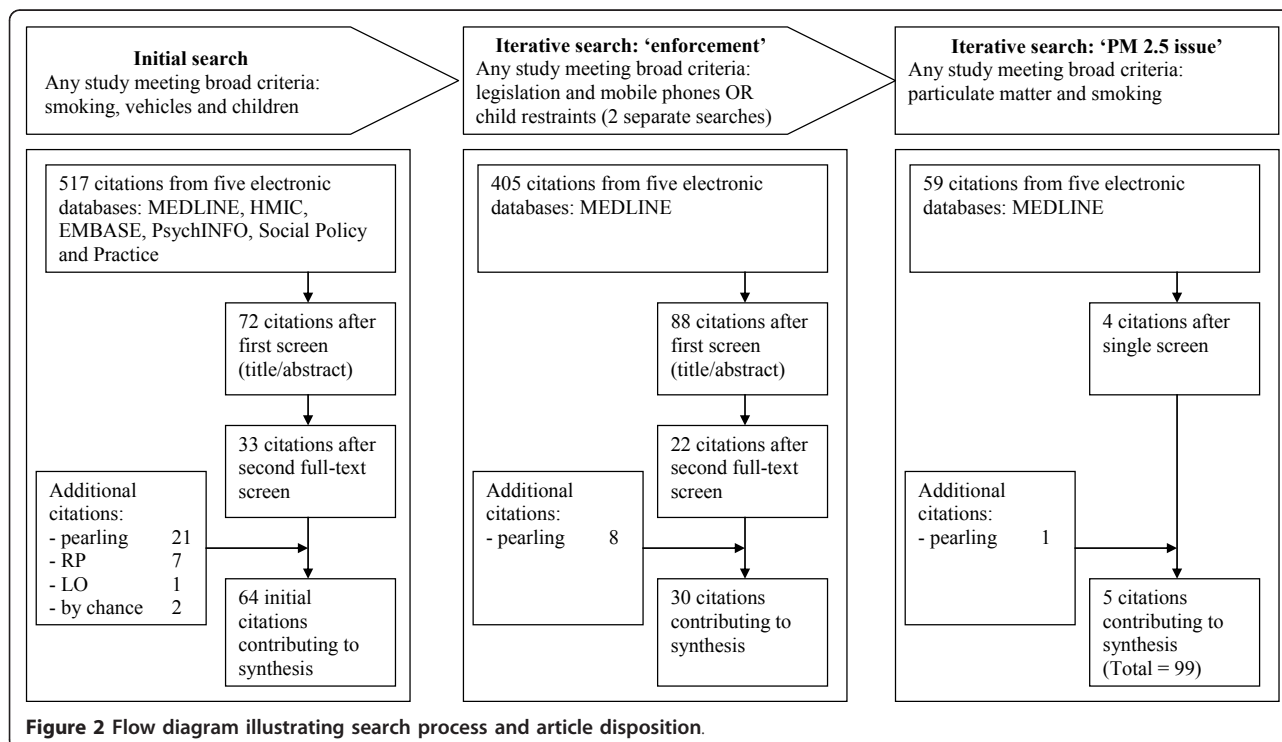 Initial search
Any study meeting broad criteria:
smoking, vehicles and children
Iterative search: ‘enforcement’
Any study meeting broad criteria:
legislation and mobile phones OR
child restraints (2 separate searches)
Iterative search: ‘PM 2.5 issue’
Any study meeting broad criteria:
particulate matter and smoking
517 citations from five electronic
databases: MEDLINE, HMIC,
EMBASE, PsychINFO, Social Policy
and Practice
72 citations after
first screen
(title/abstract)
33 citations after
second full-text
screen
Additional
citations:
- pearling 21
- RP 7
- LO 1
- by chance 2
64 initial
citations
contributing to
synthesis
405 citations from five electronic
databases: MEDLINE
88 citations after
first screen
(title/abstract)
22 citations after
second full-text
screen
Additional
citations:
- pearling 8
30 citations
contributing to
synthesis
59 citations from five electronic
databases: MEDLINE
4 citations after
single screen
Additional
citations:
- pearling 1
5 citations
contributing to
synthesis
(Total = 99)
Figure 2 Flow diagram illustrating search process and article disposition.